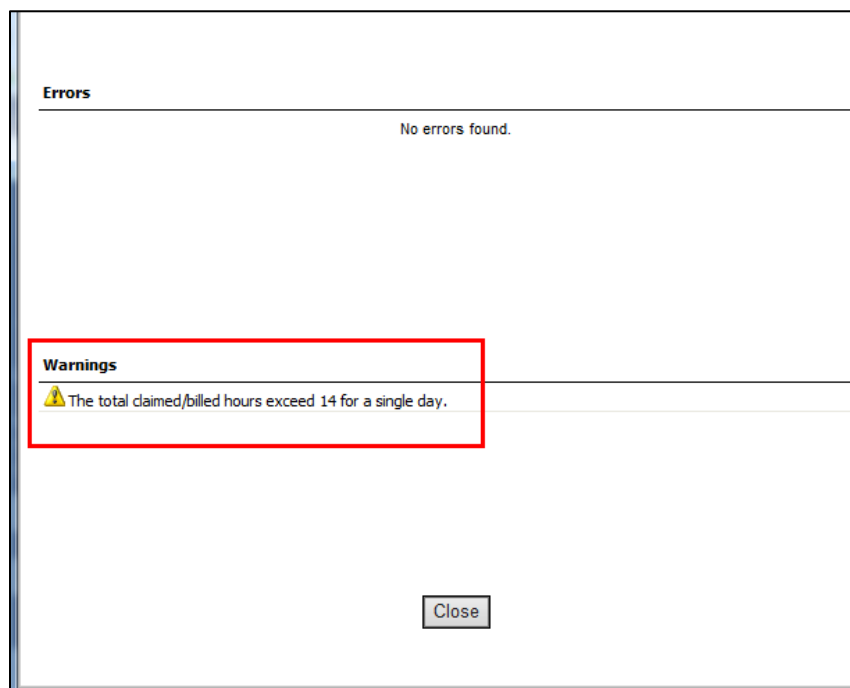 Errors
No errors found.
Warnings
The total claimed/billed hours exceed 14 for a single day.
Close